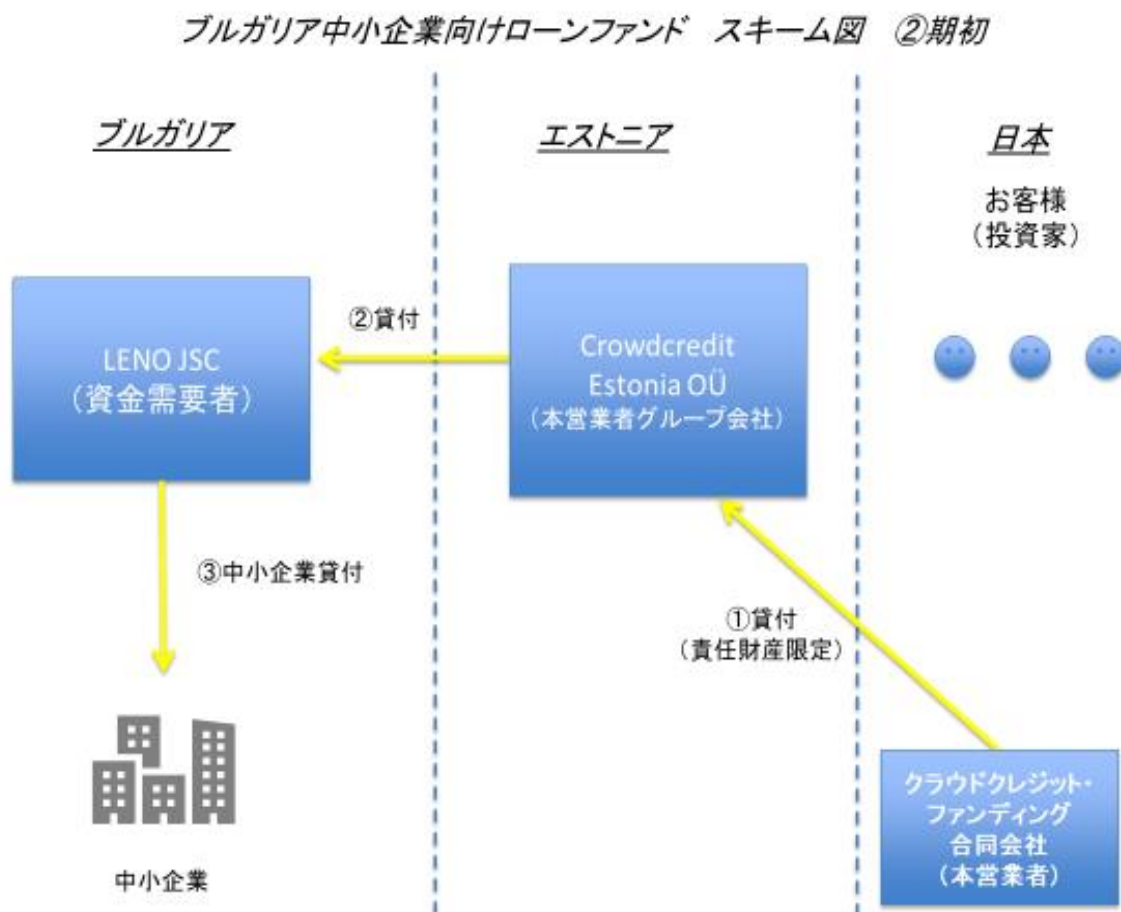 ブルガリア中小企業向けローンファンド　スキーム図　②期初
ブルガリア
エストニア
日本
お客様
（投資家）
②貸付
LENO JSC
（資金需要者）
Crowdcredit
Estonia OÜ
（本営業者グループ会社）
③中小企業貸付
①貸付
（責任財産限定）
クラウドクレジット・
ファンディング
合同会社
（本営業者）
中小企業